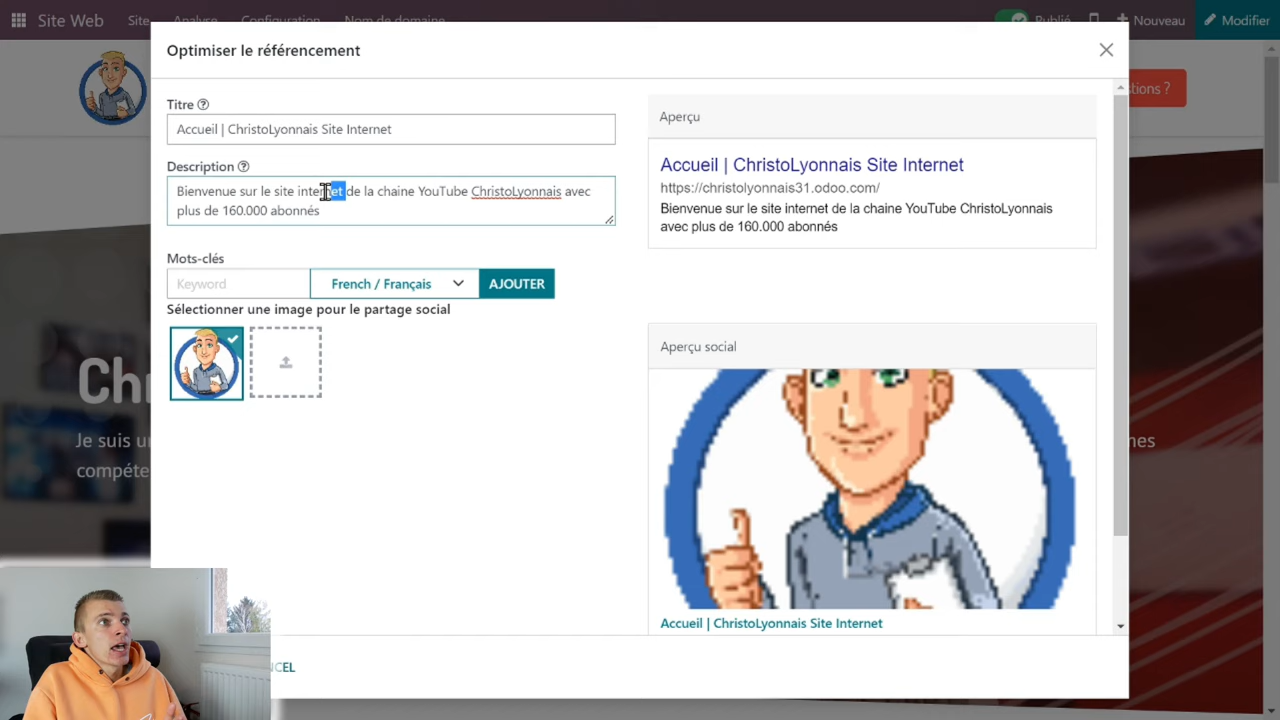 Site Web
Site
Analyse
Configuration
Nom de domaine
Publié
Nouveau
Modifier
Optimiser le référencement
Titre
Accueil | ChristoLyonnais Site Internet
Description
Bienvenue sur le site internet de la chaine YouTube ChristoLyonnais avec
plus de 160.000 abonnés
Mots-clés
Keyword
French / Français
AJOUTER
Sélectionner une image pour le partage social
Aperçu
Accueil | ChristoLyonnais Site Internet
https://christolyonnais31.odoo.com/
Bienvenue sur le site internet de la chaine YouTube ChristoLyonnais
avec plus de 160.000 abonnés
Aperçu social
Accueil | ChristoLyonnais Site Internet
stions ?
Chr
Je suis u
mes
compéte
CEL